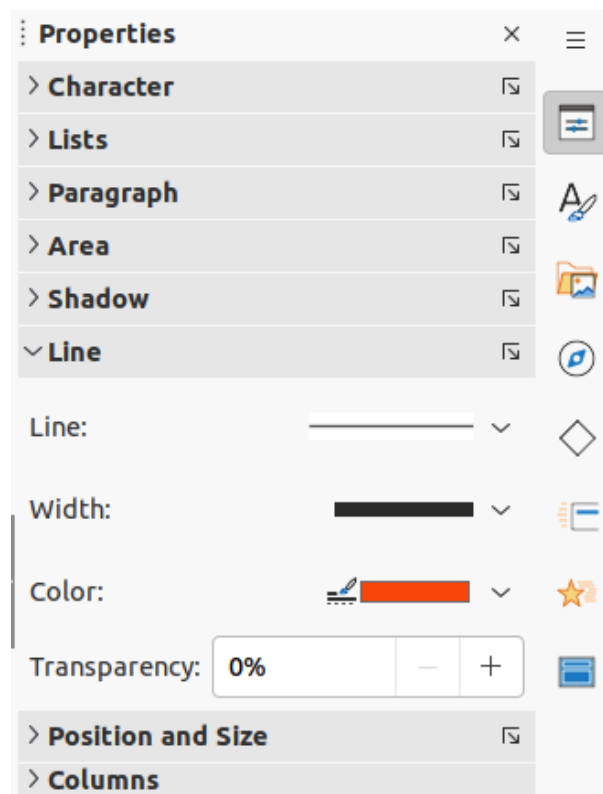 Properties
Character
Lists
Paragraph
Area
Shadow
Line
Line:
Width:
Color:
Transparency: 0%
Position and Size
Columns